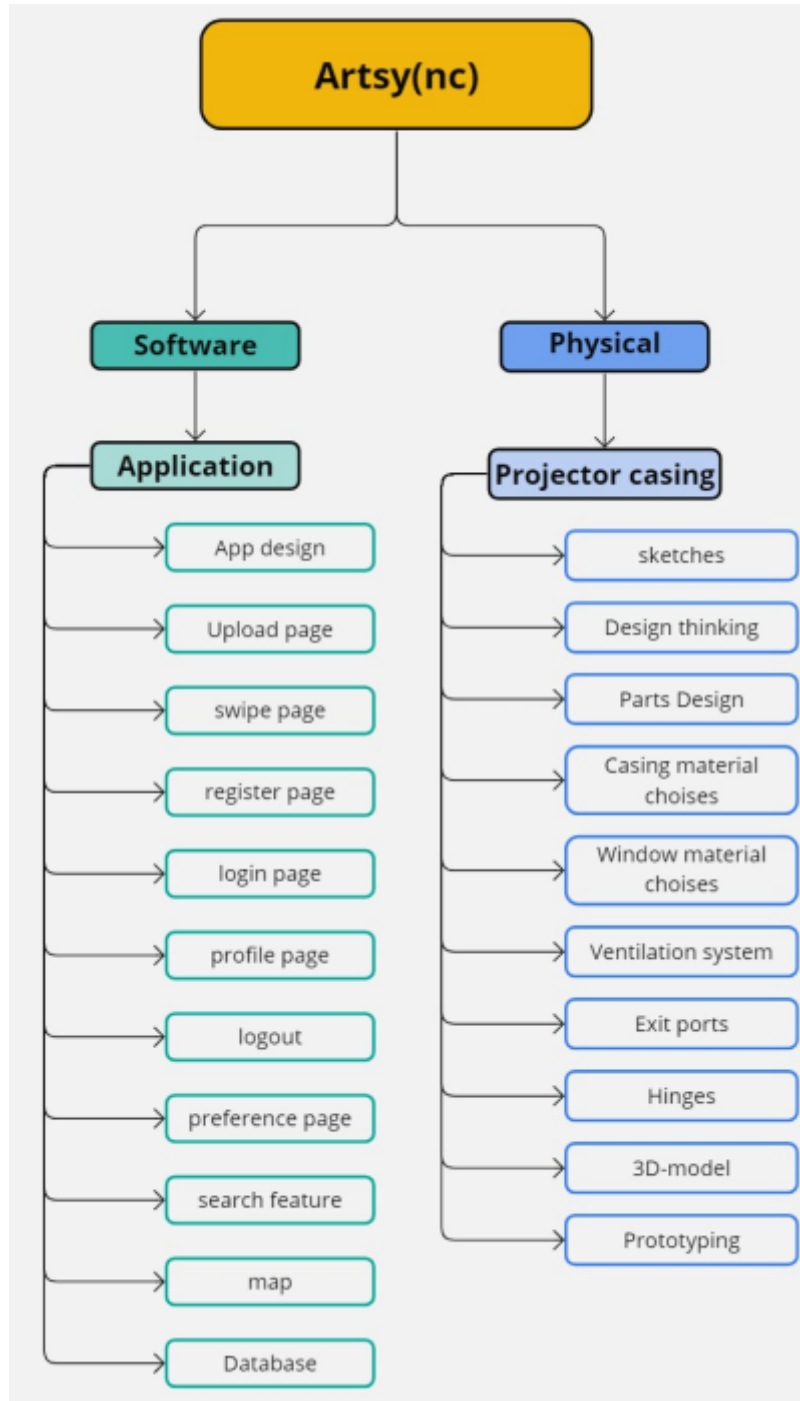 Artsy(nc)
Software
Physical
Application
Projector casing
App design
Upload page
swipe page
register page
login page
profile page
logout
preference page
search feature
map
Database
sketches
Design thinking
Parts Design
Casing material
choises
Window material
choises
Ventilation system
Exit ports
Hinges
3D-model
Prototyping